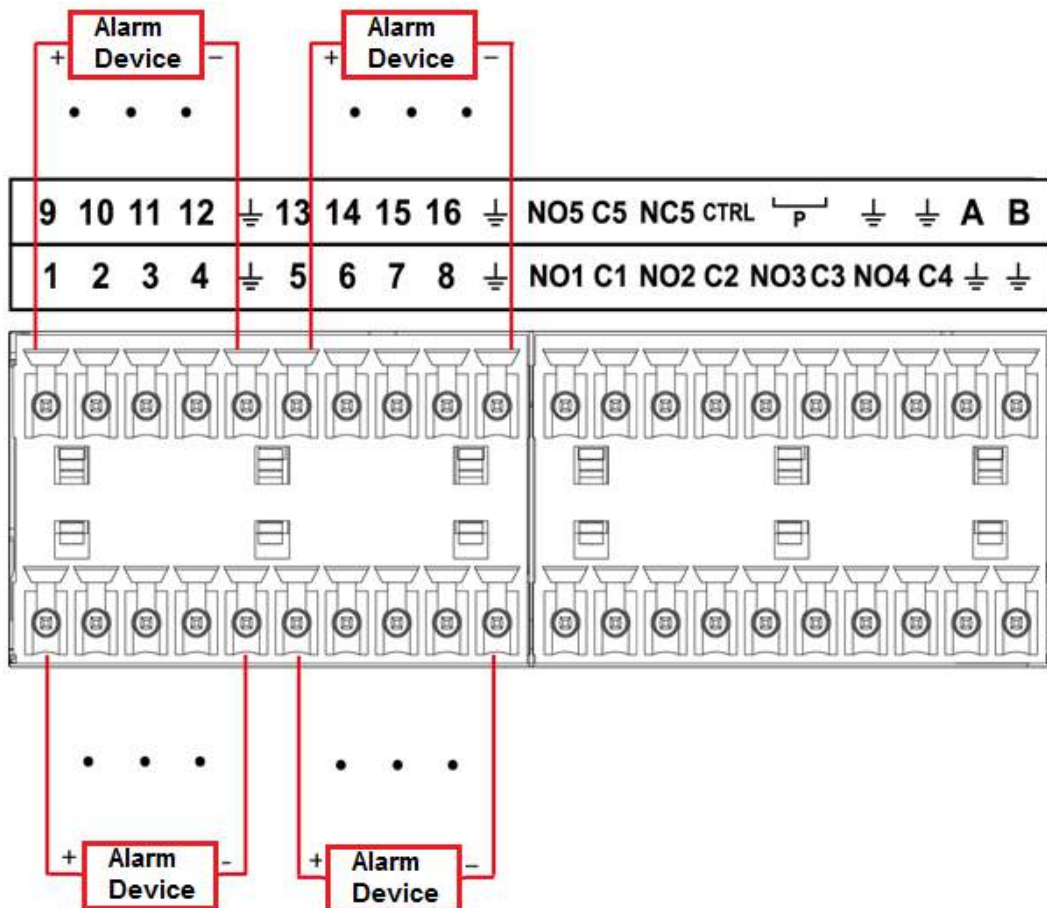 Alarm
Device
Alarm
Device
+ − + −
9 10 11 12 ⏚ 13 14 15 16 ⏚ NO5 C5 NC5 CTRL P ⏚ ⏚ A B
1 2 3 4 ⏚ 5 6 7 8 ⏚ NO1 C1 NO2 C2 NO3 C3 NO4 C4 ⏚ ⏚
+ - + −
Alarm
Device
Alarm
Device